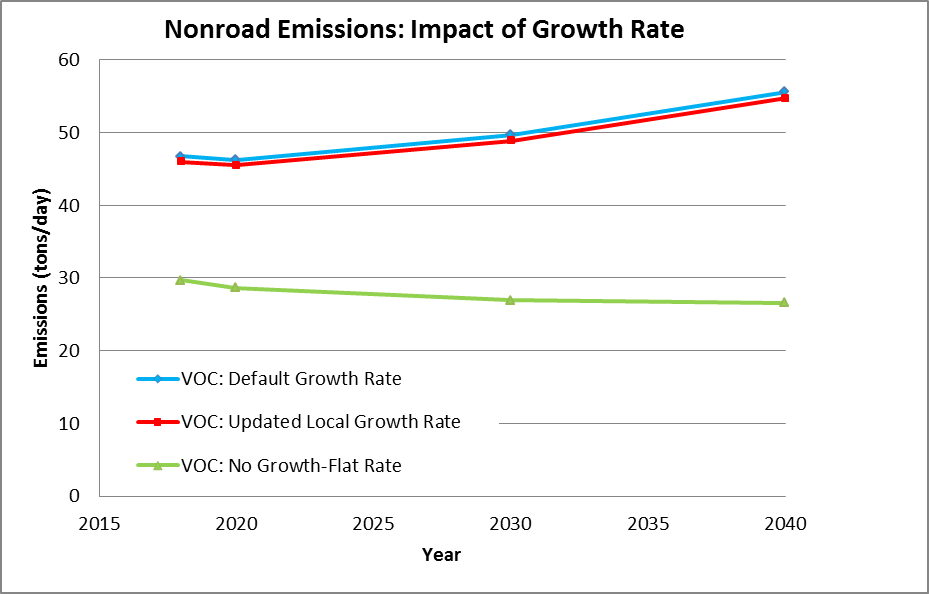 Nonroad Emissions: Impact of Growth Rate
60
50
40
30
20
10
0
Emissions (tons/day)
VOC: Default Growth Rate
VOC: Updated Local Growth Rate
VOC: No Growth-Flat Rate
2015 2020 2025 2030 2035 2040
Year